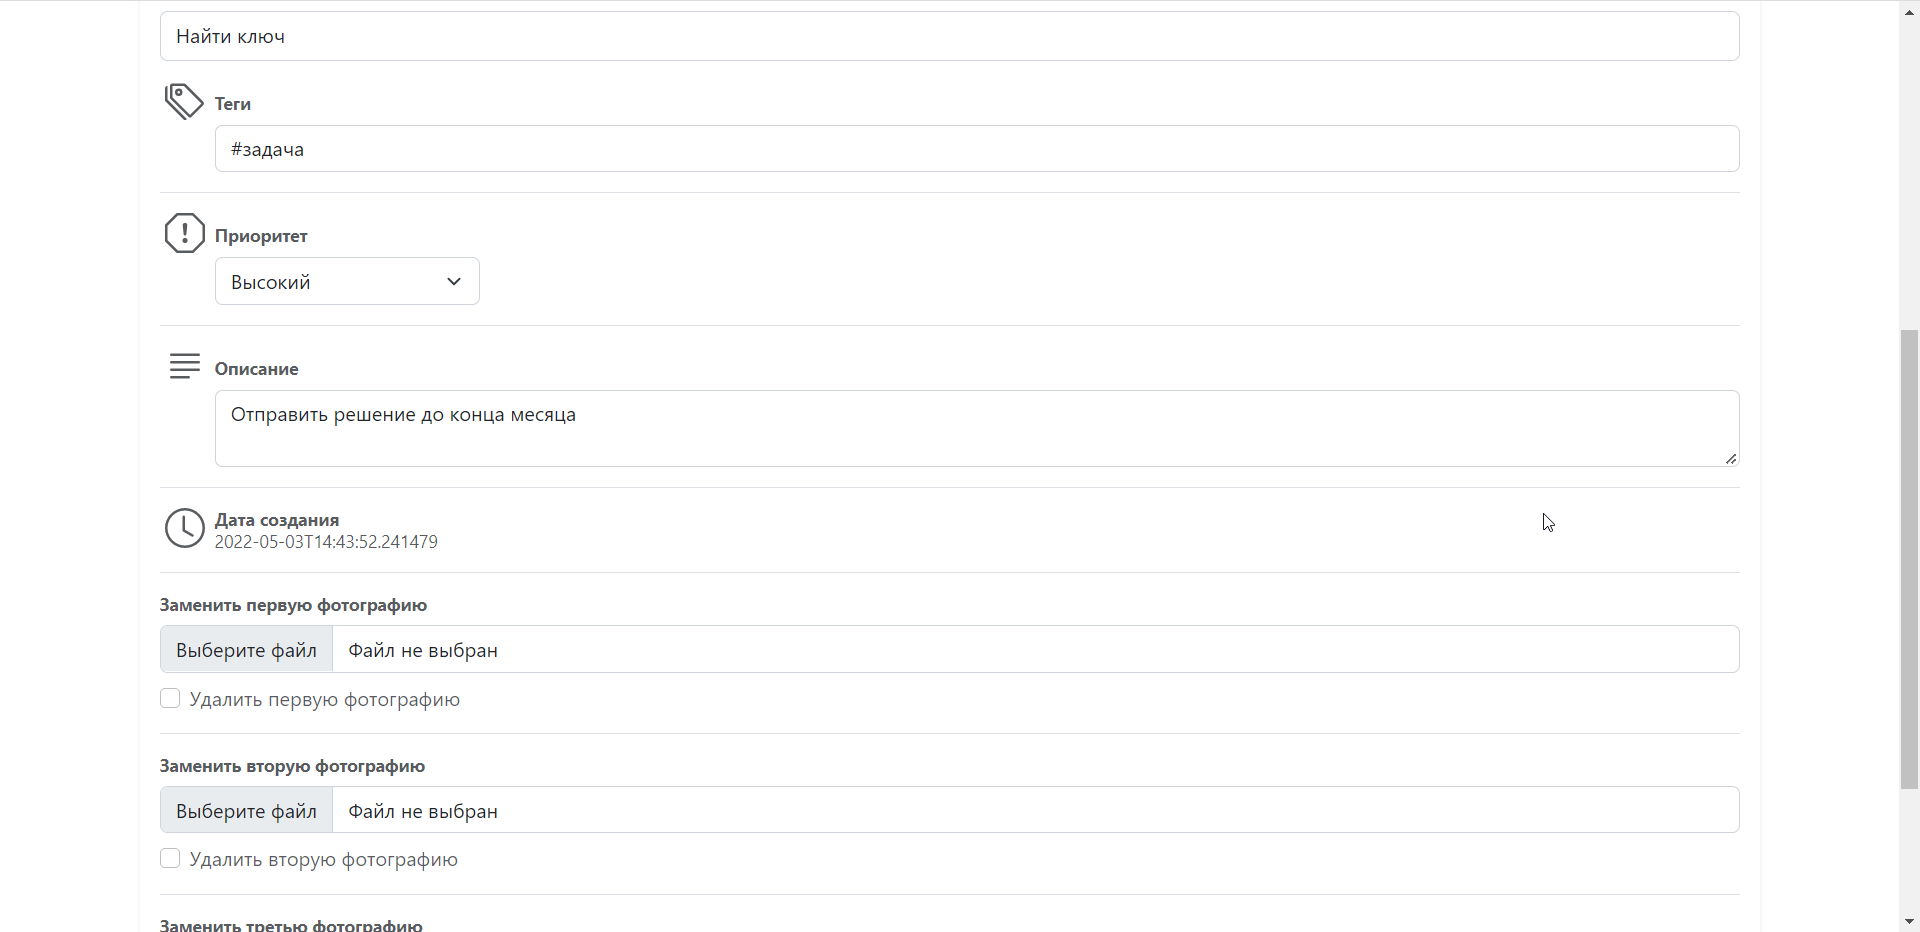 Найти ключ
Теги
#задача
Приоритет
Высокий
Описание
Отправить решение до конца месяца
Дата создания
2022-05-03T14:43:52.241479
Заменить первую фотографию
Выберите файл Файл не выбран
Удалить первую фотографию
Заменить вторую фотографию
Выберите файл Файл не выбран
Удалить вторую фотографию
Заменить третью фотографию